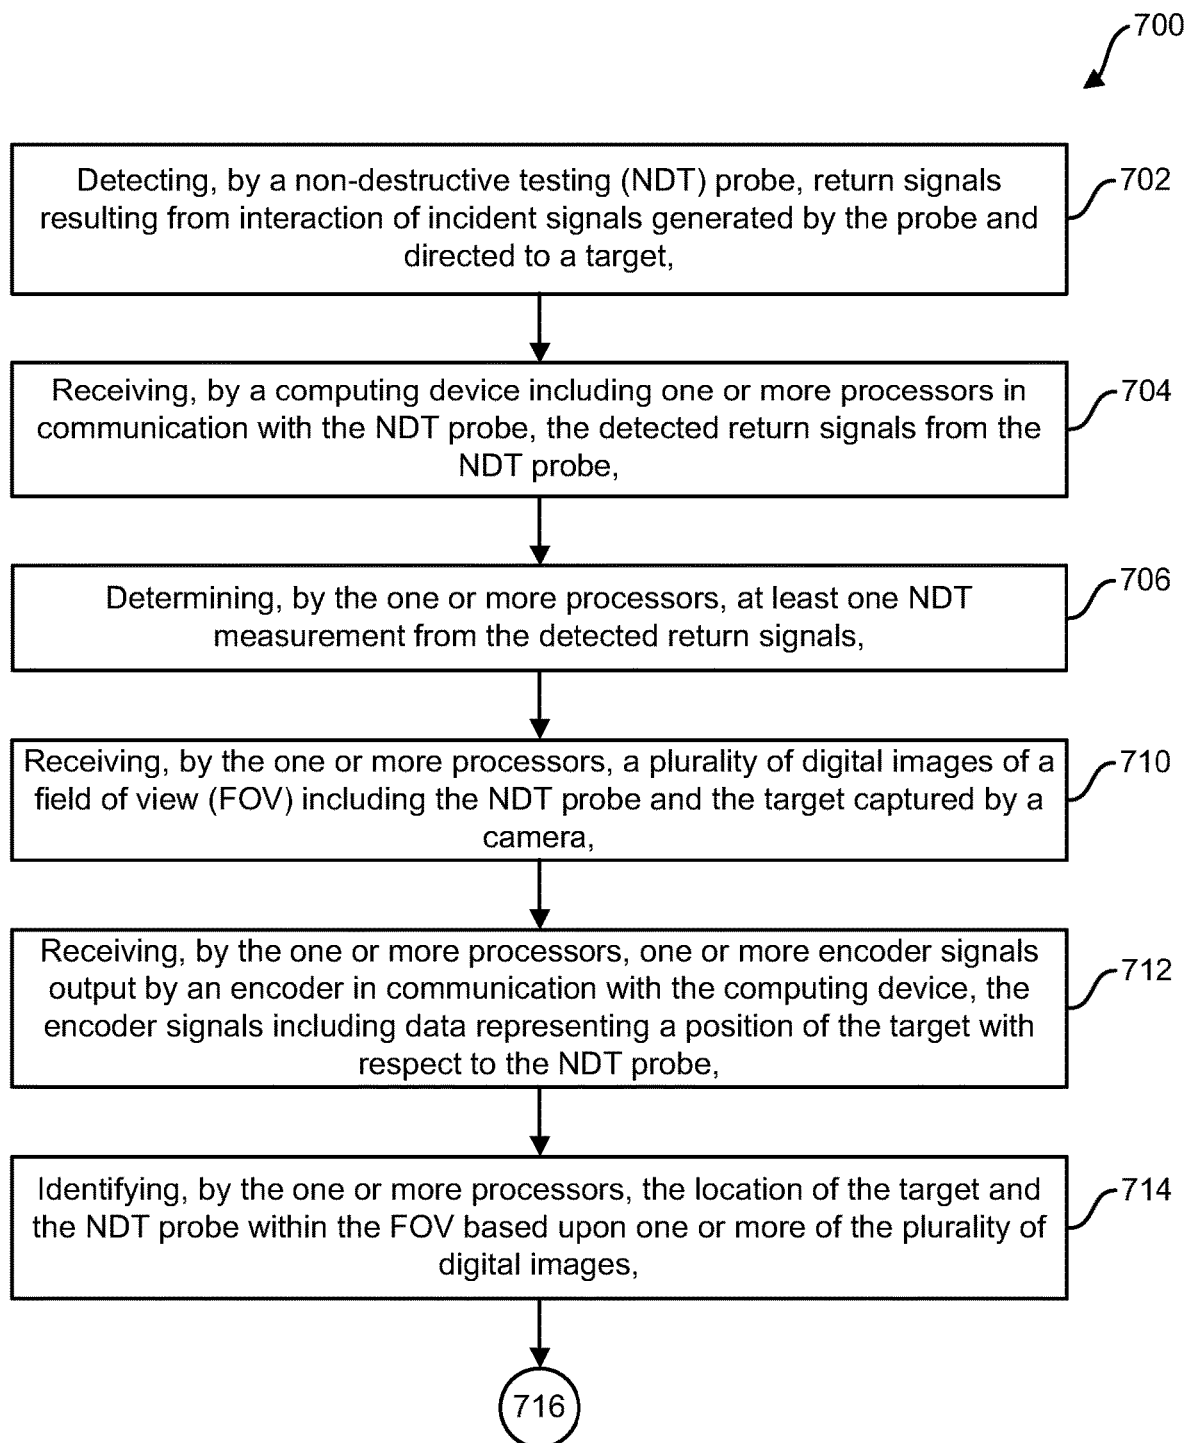 700
Detecting, by a non-destructive testing (NDT) probe, return signals
resulting from interaction of incident signals generated by the probe and
directed to a target,
702
Receiving, by a computing device including one or more processors in
communication with the NDT probe, the detected return signals from the
NDT probe,
704
Determining, by the one or more processors, at least one NDT
measurement from the detected return signals,
706
Receiving, by the one or more processors, a plurality of digital images of a
field of view (FOV) including the NDT probe and the target captured by a
camera,
710
Receiving, by the one or more processors, one or more encoder signals
output by an encoder in communication with the computing device, the
encoder signals including data representing a position of the target with
respect to the NDT probe,
712
Identifying, by the one or more processors, the location of the target and
the NDT probe within the FOV based upon one or more of the plurality of
digital images,
714
716